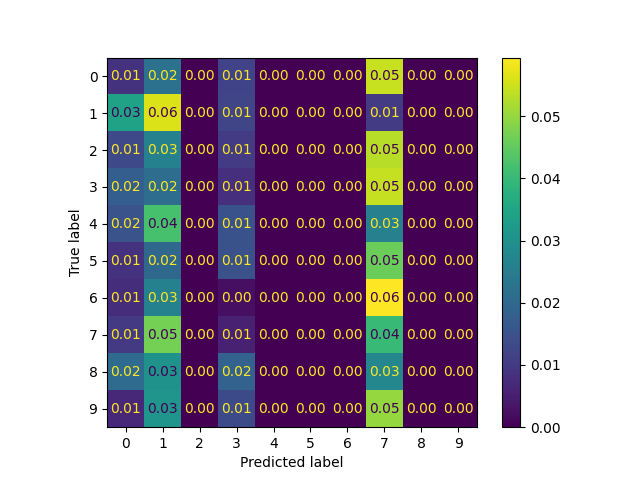 0 0.01 0.02 0.00 0.01 0.00 0.00 0.00 0.05 0.00 0.00
1 0.03 0.06 0.00 0.01 0.00 0.00 0.00 0.01 0.00 0.00
2 0.01 0.03 0.00 0.01 0.00 0.00 0.00 0.05 0.00 0.00
3 0.02 0.02 0.00 0.01 0.00 0.00 0.00 0.05 0.00 0.00
4 0.02 0.04 0.00 0.01 0.00 0.00 0.00 0.03 0.00 0.00
5 0.01 0.02 0.00 0.01 0.00 0.00 0.00 0.05 0.00 0.00
6 0.01 0.03 0.00 0.00 0.00 0.00 0.00 0.06 0.00 0.00
7 0.01 0.05 0.00 0.01 0.00 0.00 0.00 0.04 0.00 0.00
8 0.02 0.03 0.00 0.02 0.00 0.00 0.00 0.03 0.00 0.00
9 0.01 0.03 0.00 0.01 0.00 0.00 0.00 0.05 0.00 0.00
0 1 2 3 4 5 6 7 8 9
Predicted label
True label
0.05
0.04
0.03
0.02
0.01
0.00